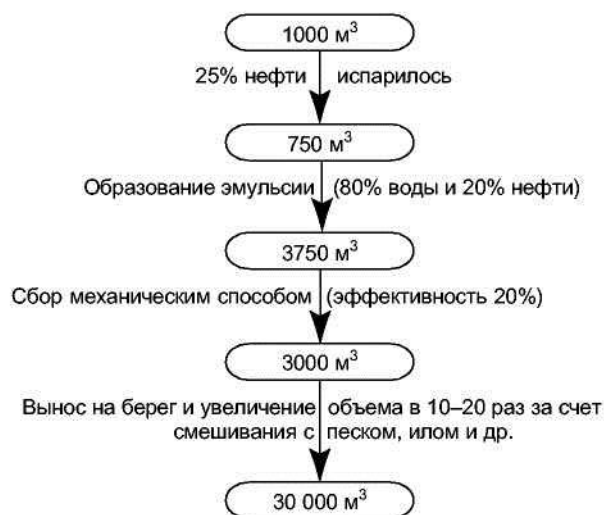 1000 м³
25% нефти испарилось
750 м³
Образование эмульсии (80% воды и 20% нефти)
3750 м³
Сбор механическим способом (эффективность 20%)
3000 м³
Вынос на берег и увеличение объема в 10–20 раз за счет
смешивания с песком, илом и др.
30 000 м³